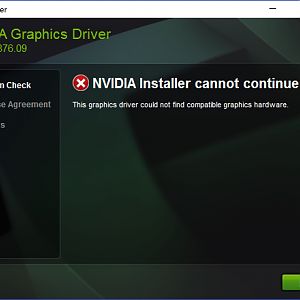 A Graphics Driver
376.09
m Check
NVIDIA Installer cannot continue
This graphics driver could not find compatible graphics hardware.
se Agreement
s